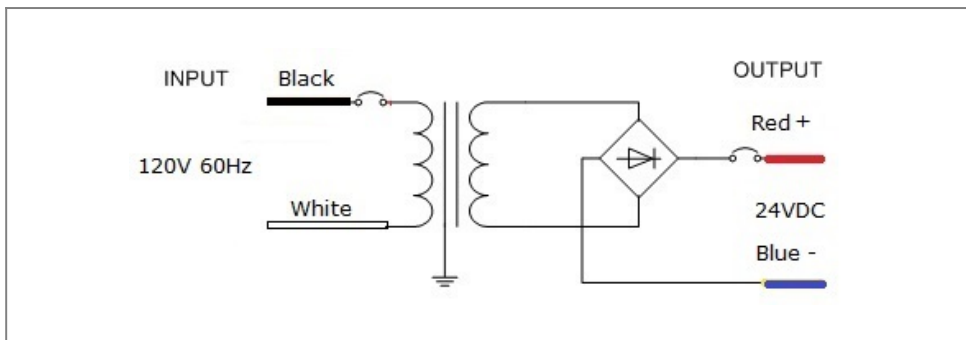 INPUT
Black
OUTPUT
Red +
120V 60Hz
White
24VDC
Blue -